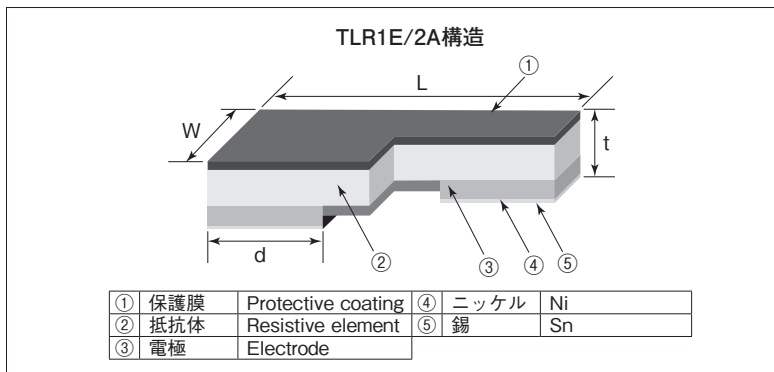 TLR1E/2A構造
①
L
W
t
d
②
③
④
⑤
① 保護膜 Protective coating ④ ニッケル Ni
② 抵抗体 Resistive element ⑤ 錫 Sn
③ 電極 Electrode